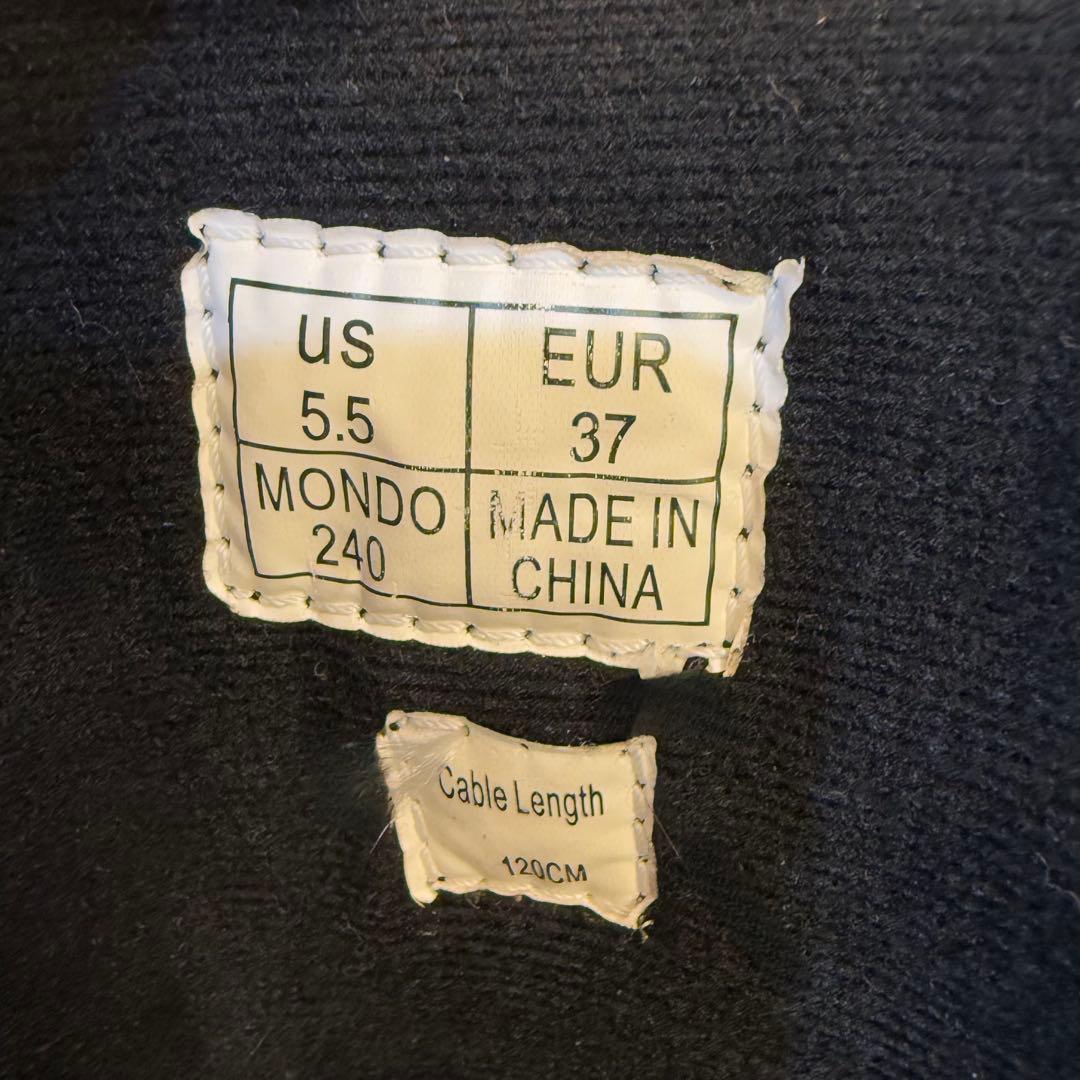 US
5.5
EUR
37
MONDO
240
MADE IN
CHINA
Cable Length
120CM